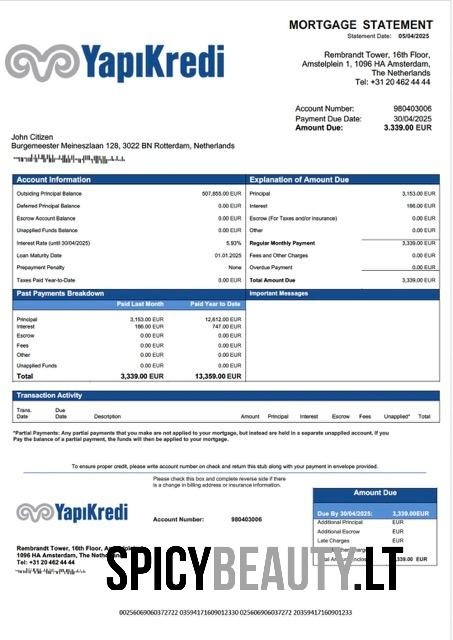 MORTGAGE STATEMENT
Statement Date: 05/04/2025
YapıKredi
Rembrandt Tower, 16th Floor,
Amstelplein 1, 1096 HA Amsterdam,
The Netherlands
Tel: +31 20 462 44 44
Account Number: 980403006
Payment Due Date: 30/04/2025
Amount Due: 3.339.00 EUR
John Citizen
Burgemeester Meineszlaan 128, 3022 BN Rotterdam, Netherlands
Account Information Explanation of Amount Due
Outsiding Principal Balance 507,855.00 EUR Principal 3,153.00 EUR
Deferred Principal Balance 0.00 EUR Interest 186.00 EUR
Escrow Account Balance 0.00 EUR Escrow (For Taxes and/or Insurance) 0.00 EUR
Unapplied Funds Balance 0.00 EUR Other 0.00 EUR
Interest Rate (until 30/04/2025) 5.93% Regular Monthly Payment 3,339.00 EUR
Loan Maturity Date 01.01.2025 Fees and Other Charges 0.00 EUR
Prepayment Penalty None Overdue Payment 0.00 EUR
Taxes Paid Year-to-Date 0.00 EUR Total Amount Due 3,339.00 EUR
Past Payments Breakdown Important Messages
Paid Last Month Paid Year to Date
Principal 3,153.00 EUR 12,612.00 EUR
Interest 186.00 EUR 747.00 EUR
Escrow 0.00 EUR 0.00 EUR
Fees 0.00 EUR 0.00 EUR
Other 0.00 EUR 0.00 EUR
Unapplied Funds 0.00 EUR 0.00 EUR
Total 3,339.00 EUR 13,359.00 EUR
Transaction Activity
Trans. Due
Date Date Description Amount Principal Interest Escrow Fees Unapplied* Total
*Partial Payments: Any partial payments that you make are not applied to your mortgage, but instead are held in a separate unapplied account, if you
Pay the balance of a partial payment, the funds will then be applied to your mortgage.
To ensure proper credit, please write account number on check and return this stub along with your payment in envelope provided.
Please check this box and complete reverse side if there
is a change in billing address or insurance information.
YapıKredi
Account Number: 980403006
Amount Due
Due By 30/04/2025: 3,339.00EUR
Additional Principal EUR
Additional Escrow EUR
Late Charges EUR
EUR
3,339.00 EUR
Rembrandt Tower, 16th Floor,
1096 HA Amsterdam, The
Tel: +31 20 462 44 44
SPICYBEAUTY.LT